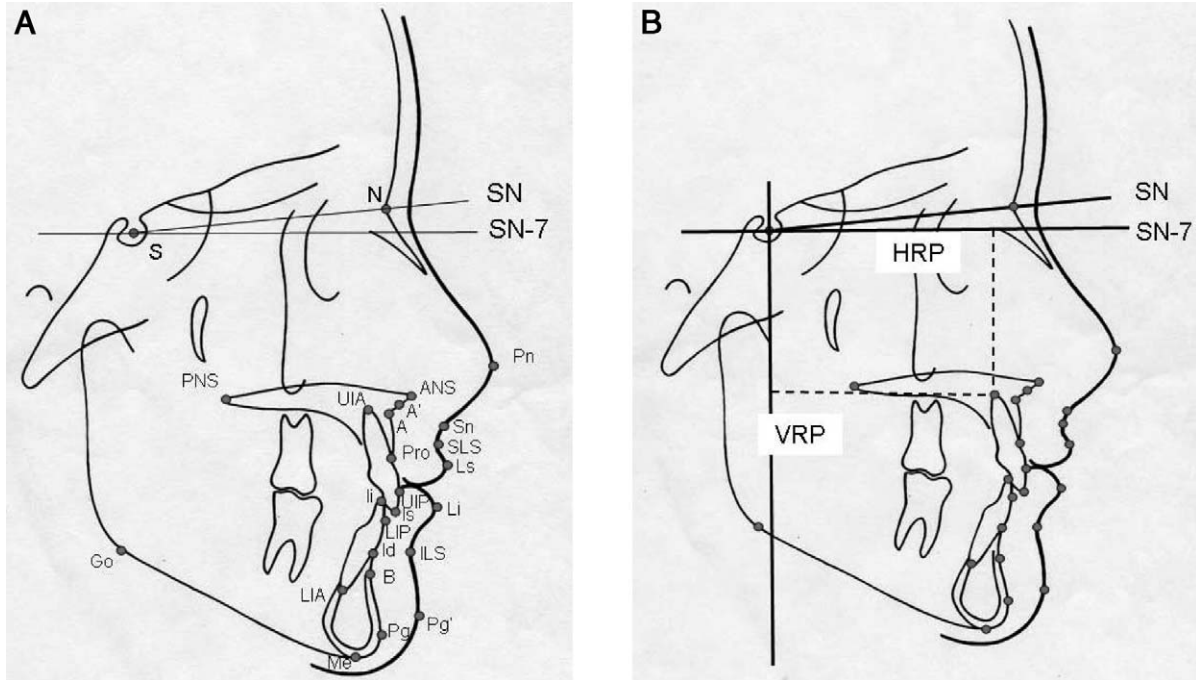 A
N
SN
SN-7
S
Pn
PNS
ANS
UIA
A'
A
Sn
SLS
Pro
Ls
Ii
UIP
Is
Li
LIP
Id
ILS
Go
B
LIA
Pg'
Pg
Me
B
SN
SN-7
HRP
VRP